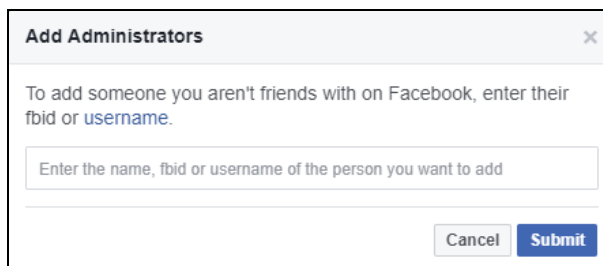 Add Administrators
×
To add someone you aren't friends with on Facebook, enter their
fbid or username.
Enter the name, fbid or username of the person you want to add
Cancel Submit